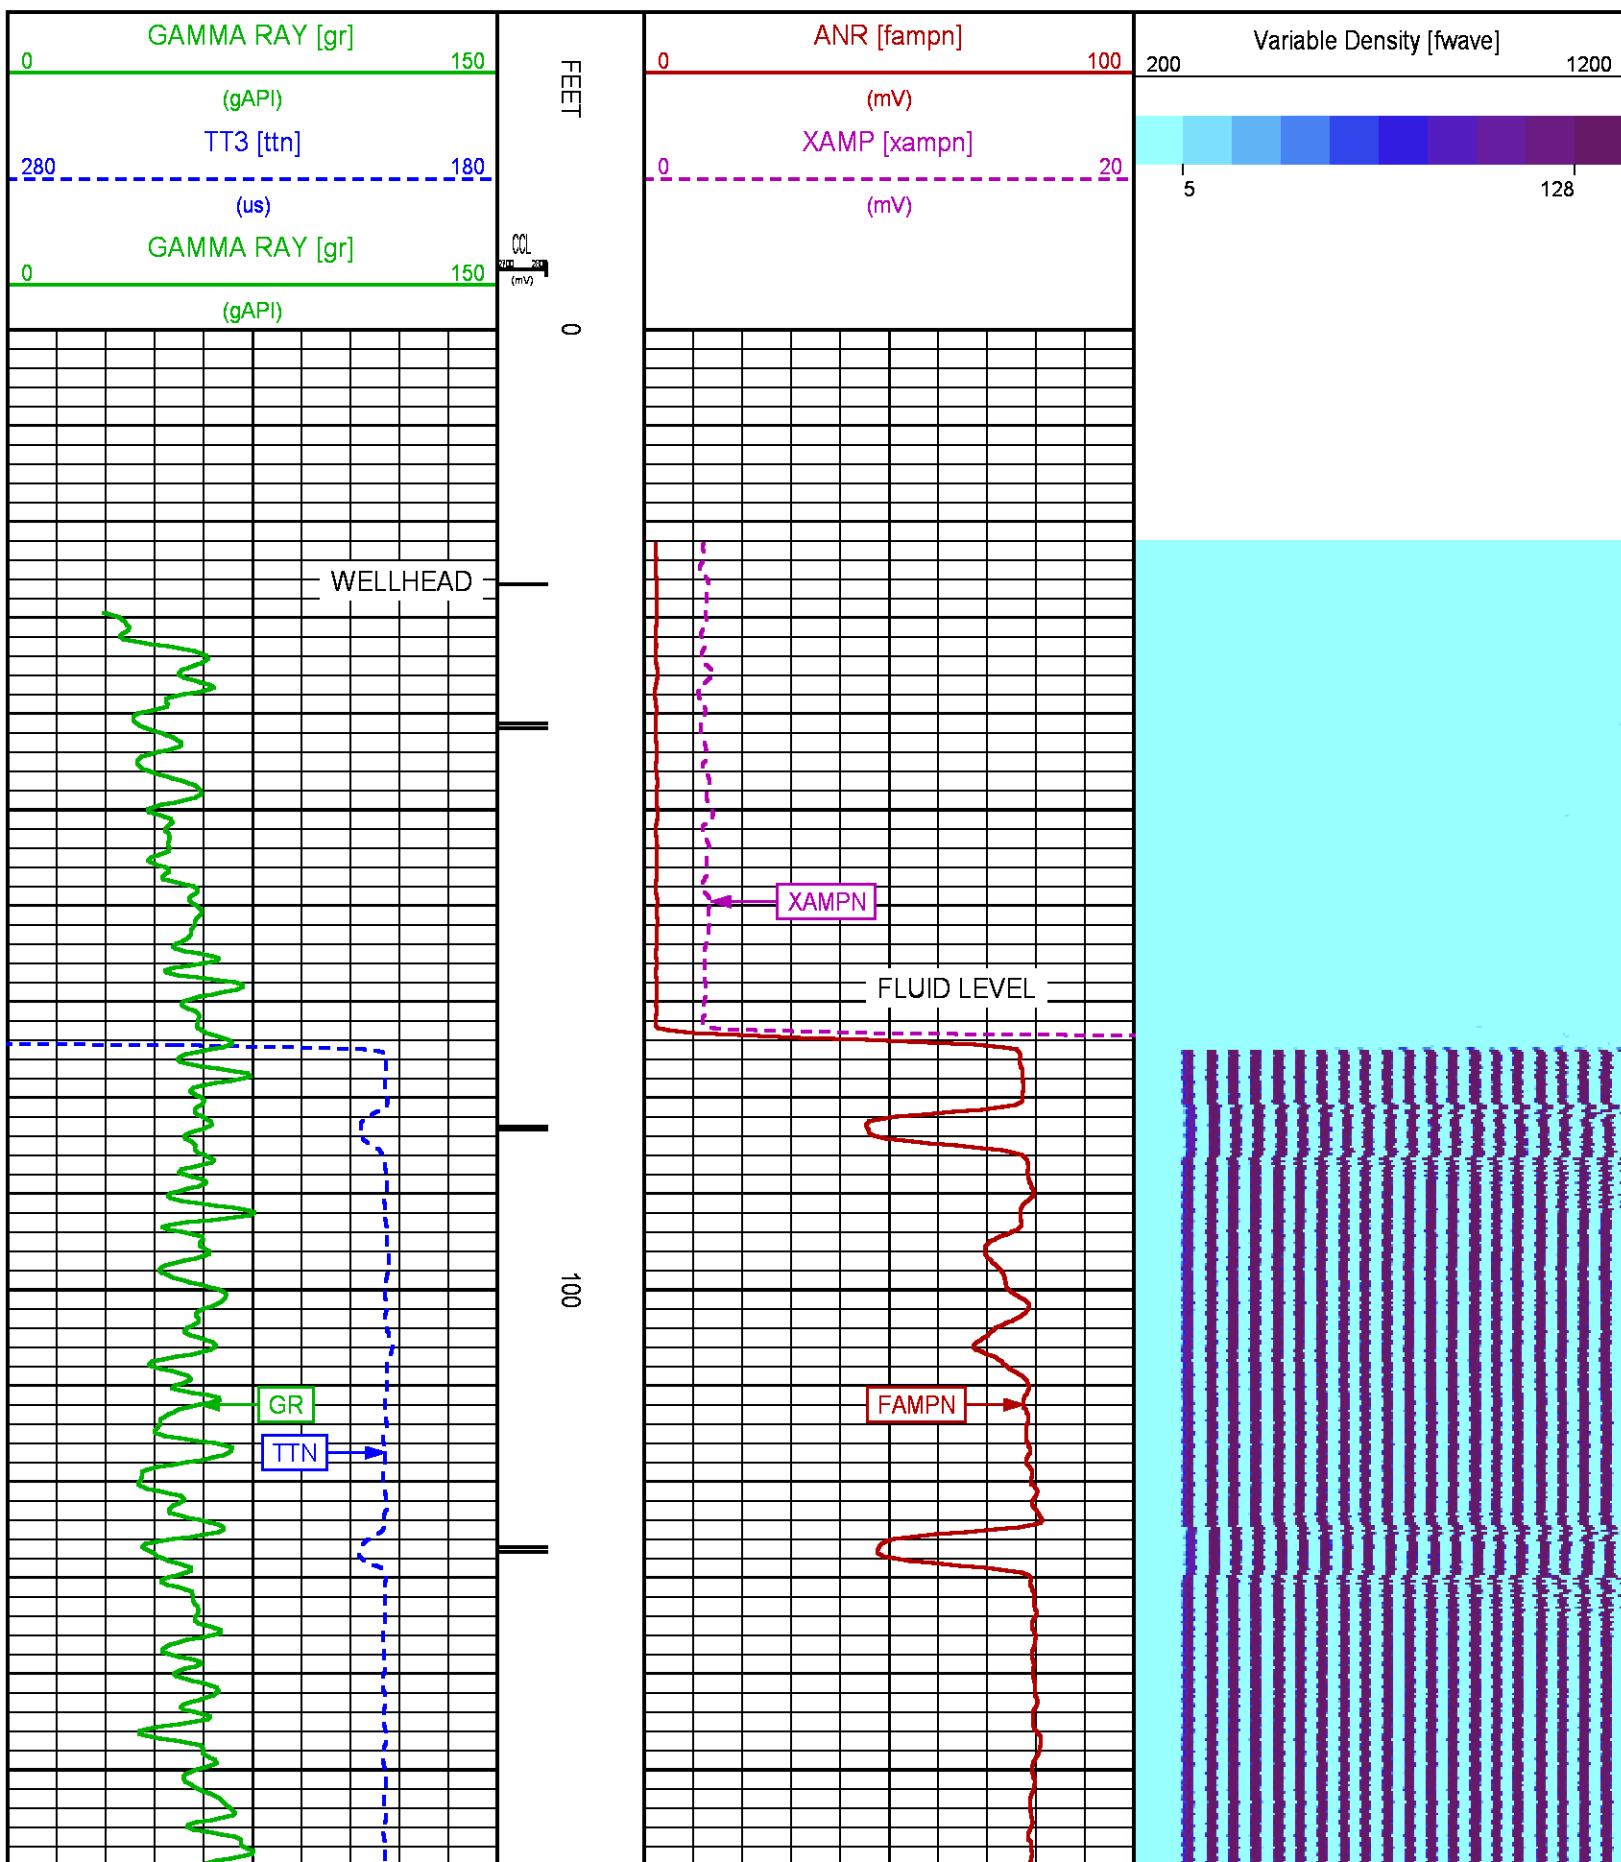 GAMMA RAY [gr]
0 150
(gAPI)
TT3 [ttn]
280 180
(us)
GAMMA RAY [gr]
0 150
(gAPI)
CCL
(mV)
FEET
ANR [fampn]
0 100
(mV)
XAMP [xampn]
0 20
(mV)
Variable Density [fwave]
200 1200
5 128
0
WELLHEAD
XAMPN
FLUID LEVEL
100
GR
FAMPN
TTN